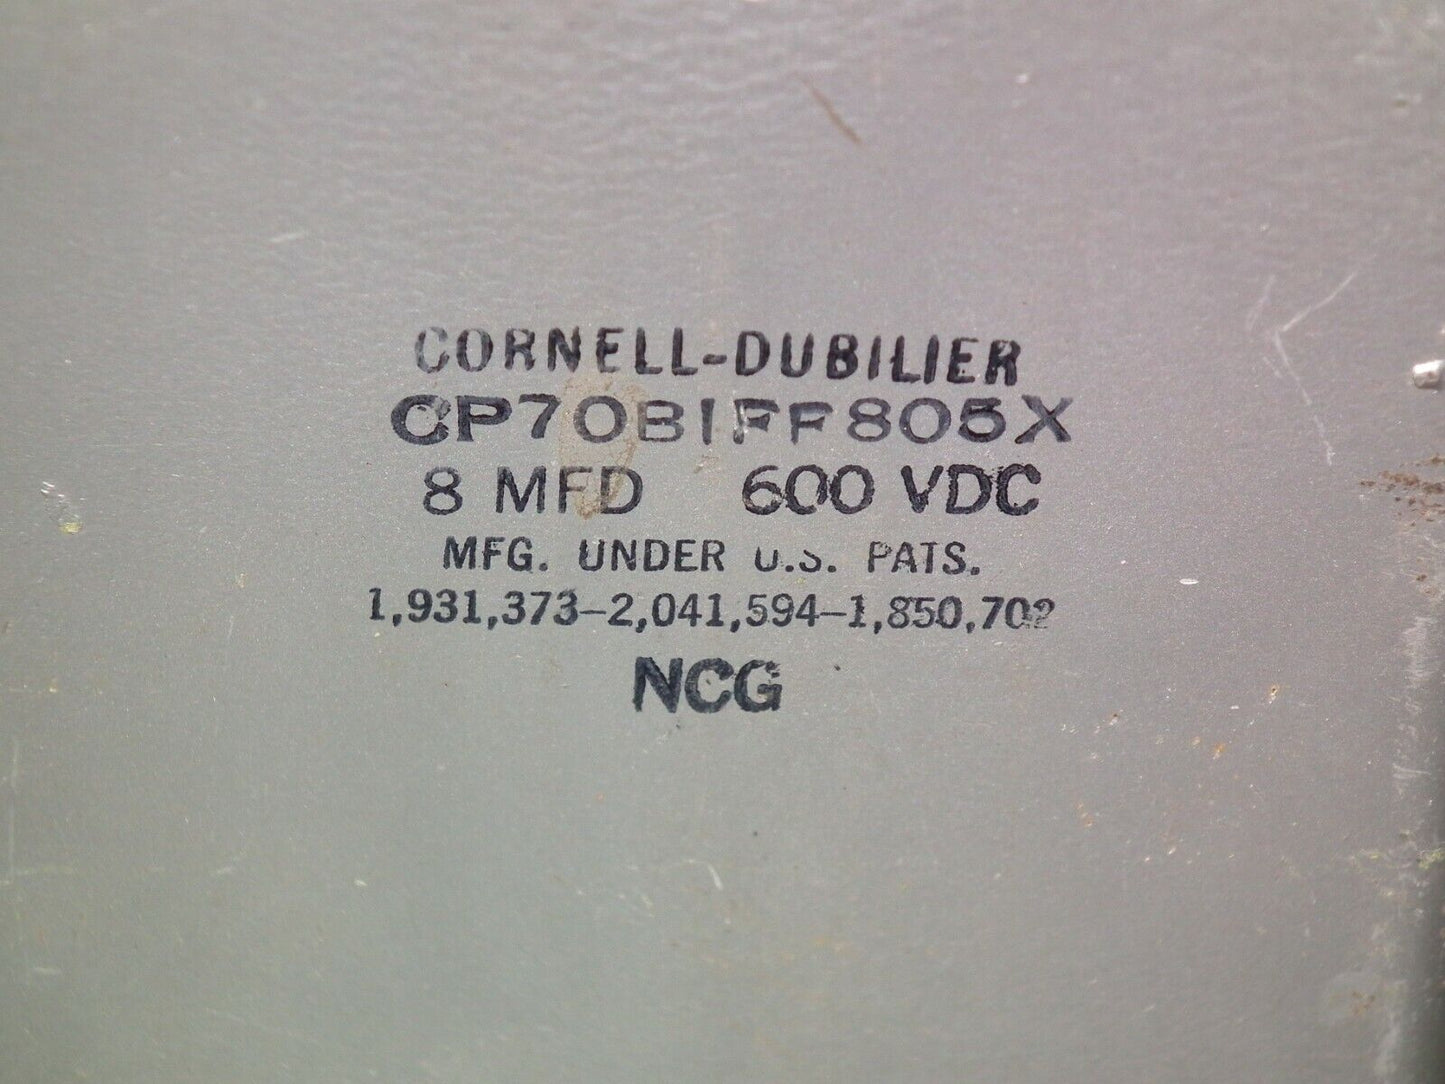 CORNELL-DUBILIER
CP70B1FF805X
8 MFD 600 VDC
MFG. UNDER U.S. PATS.
1,931,373-2,041,594-1,850,702
NCG